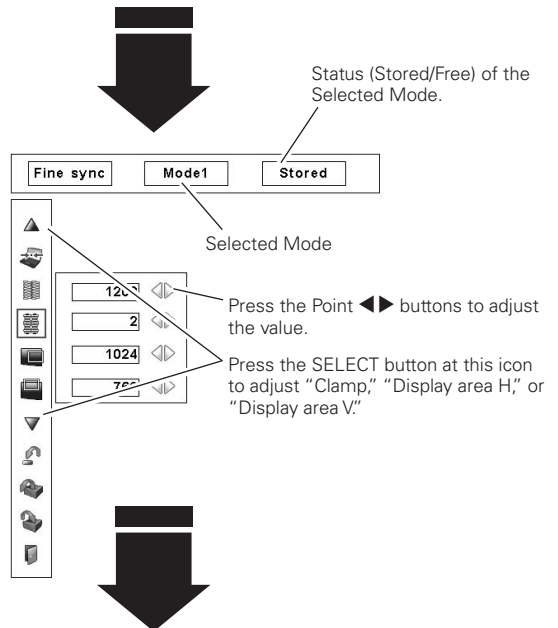 Status (Stored/Free) of the
Selected Mode.
Fine sync Mode1 Stored
Selected Mode
2
1024
Press the Point ◀▶ buttons to adjust
the value.
Press the SELECT button at this icon
to adjust “Clamp,” “Display area H,” or
“Display area V.”